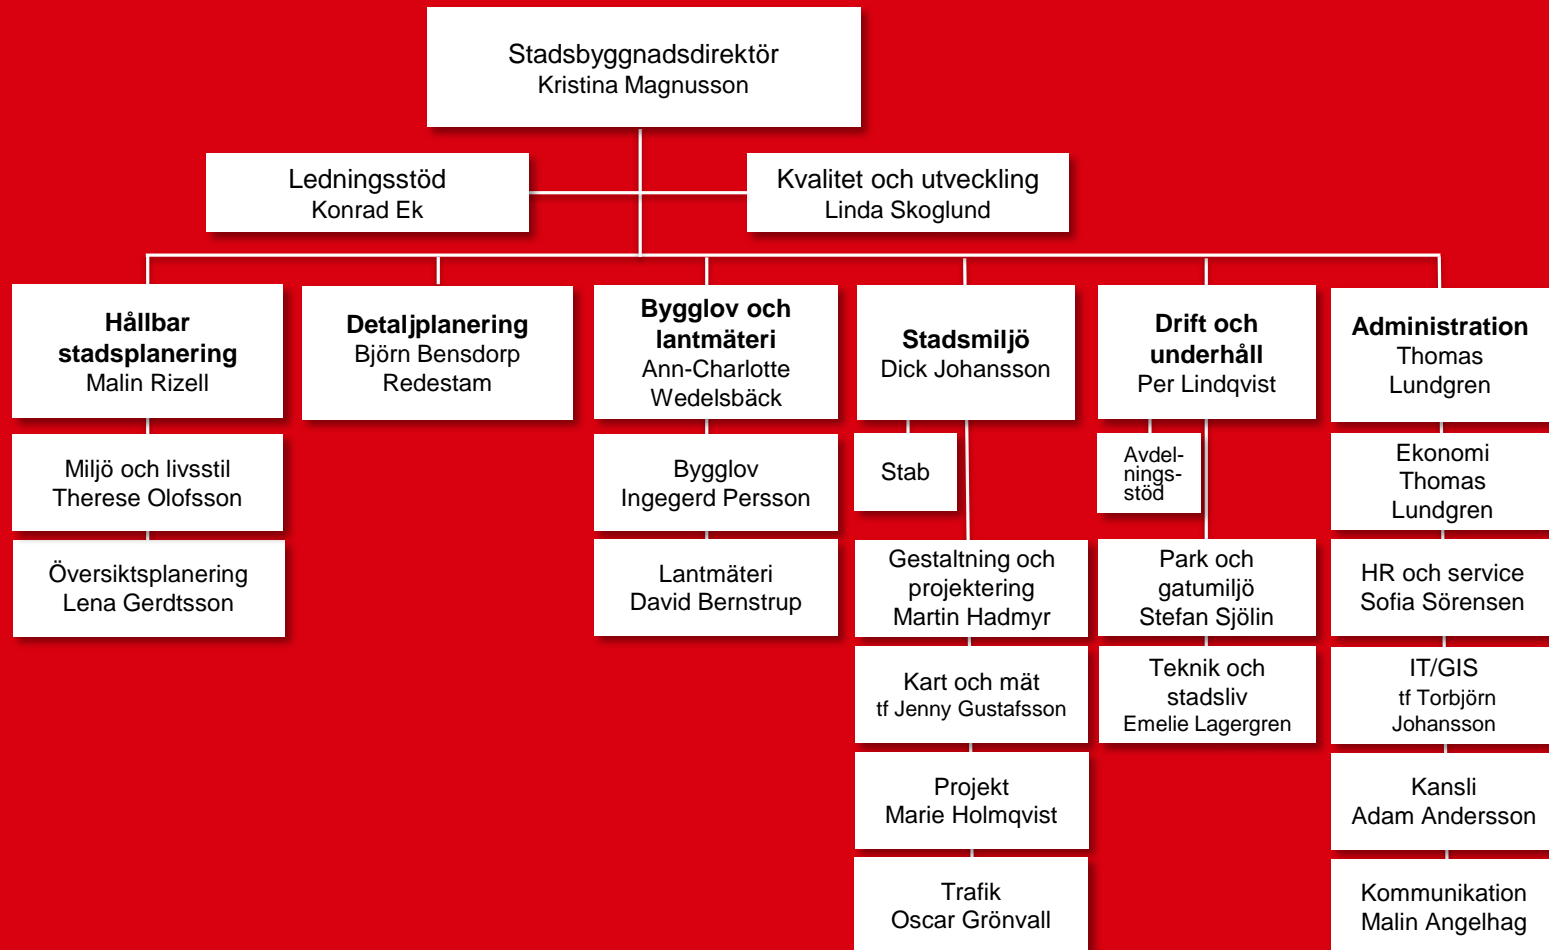 Stadsbyggnadsdirektör
Kristina Magnusson
Ledningsstöd
Konrad Ek
Kvalitet och utveckling
Linda Skoglund
Hållbar
stadsplanering
Malin Rizell
Detaljplanering
Björn Bensdorp
Redestam
Bygglov och
lantmäteri
Ann-Charlotte
Wedelsbäck
Stadsmiljö
Dick Johansson
Drift och
underhåll
Per Lindqvist
Administration
Thomas
Lundgren
Miljö och livsstil
Therese Olofsson
Översiktsplanering
Lena Gerdtsson
Bygglov
Ingegerd Persson
Lantmäteri
David Bernstrup
Stab
Gestaltning och
projektering
Martin Hadmyr
Kart och mät
tf Jenny Gustafsson
Projekt
Marie Holmqvist
Trafik
Oscar Grönvall
Avdel-
nings-
stöd
Park och
gatumiljö
Stefan Sjölin
Teknik och
stadsliv
Emelie Lagergren
Ekonomi
Thomas
Lundgren
HR och service
Sofia Sörensen
IT/GIS
tf Torbjörn
Johansson
Kansli
Adam Andersson
Kommunikation
Malin Angelhag